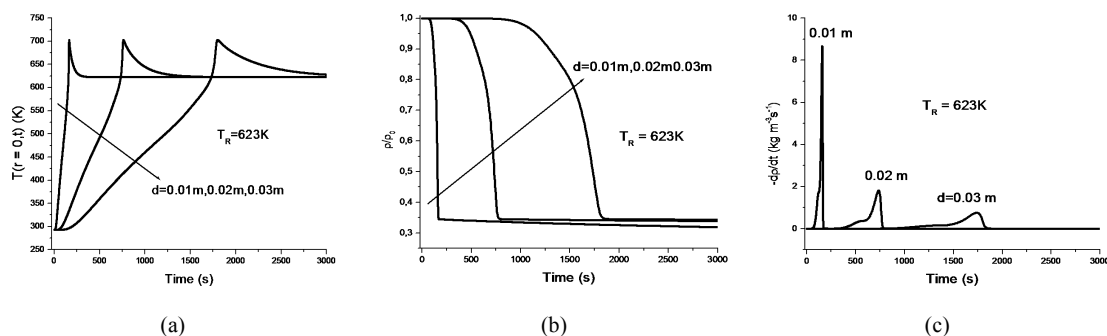 750
700
650
600
550
500
450
400
350
300
250
T(r = 0,t) (K)
T_R=623K
d=0.01m,0.02m,0.03m
0 500 1000 1500 2000 2500 3000
Time (s)
(a)
1,0
0,9
0,8
0,7
0,6
0,5
0,4
0,3
ρ/ρ₀
d=0.01m,0.02m0.03m
T_R = 623K
0 500 1000 1500 2000 2500 3000
Time (s)
(b)
10
8
6
4
2
0
-dρ/dt (kg m⁻³s⁻¹)
0.01 m
T_R = 623K
0.02 m
d=0.03 m
0 500 1000 1500 2000 2500 3000
Time (s)
(c)